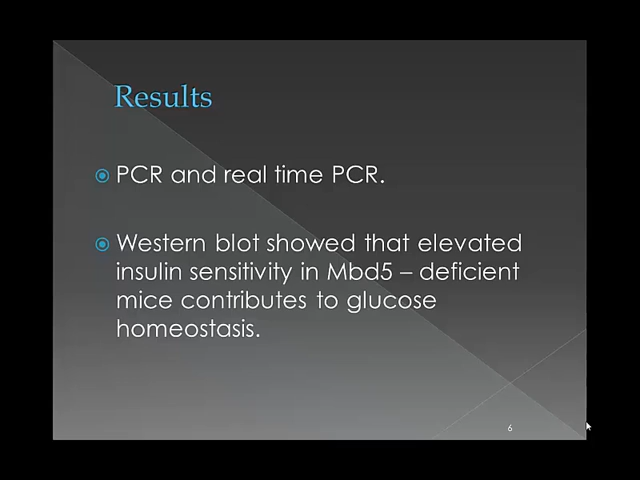 Results
PCR and real time PCR.
Western blot showed that elevated
insulin sensitivity in Mbd5 – deficient
mice contributes to glucose
homeostasis.
6